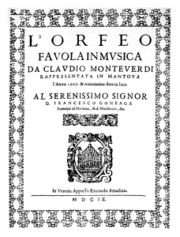 L'ORFEO
FAVOLA IN MVSICA
DA CLAVDIO MONTEVERDI
RAPPRESENTATA IN MANTOVA
l'Anno 1607. & nouamente data in luce.
AL SERENISSIMO SIGNOR
D. FRANCESCO GONZAGA
Prencipe di Mantoua, & di Monferato, &c.
In Venetia Appresso Ricciardo Amadino.
MDCIX.